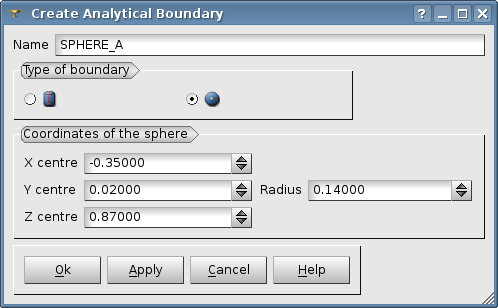 Create Analytical Boundary
Name SPHERE_A
Type of boundary
Coordinates of the sphere
X centre -0.35000
Y centre 0.02000 Radius 0.14000
Z centre 0.87000
Ok Apply Cancel Help